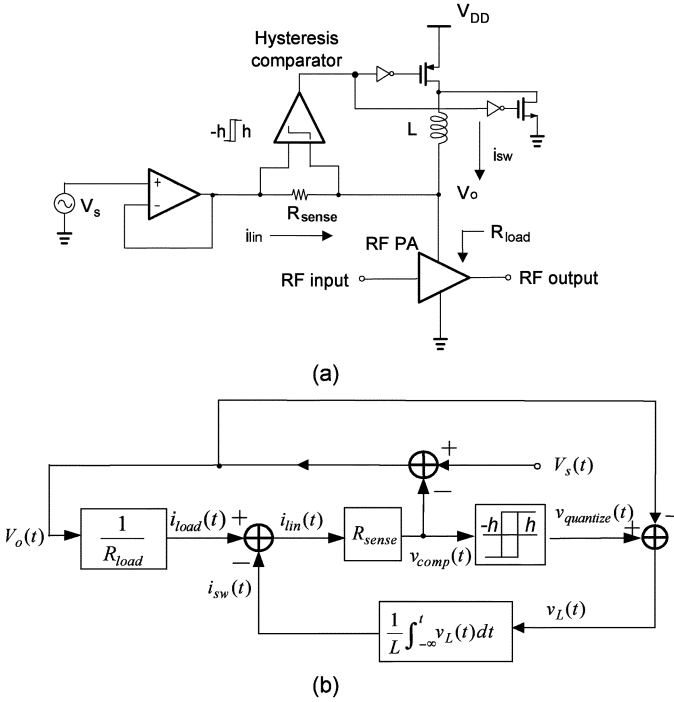 V_DD
Hysteresis
comparator
-h h
L
i_sw
+
-
V_s
R_sense
V_o
i_lin
RF PA
R_load
RF input
RF output
(a)
+
V_s(t)
−
V_o(t)
1
R_load
i_load(t) +
i_lin(t)
R_sense
v_comp(t)
-h h
v_quantize(t)
−
+
−
i_sw(t)
1/L ∫_{-∞}^{t} v_L(t)dt
v_L(t)
(b)